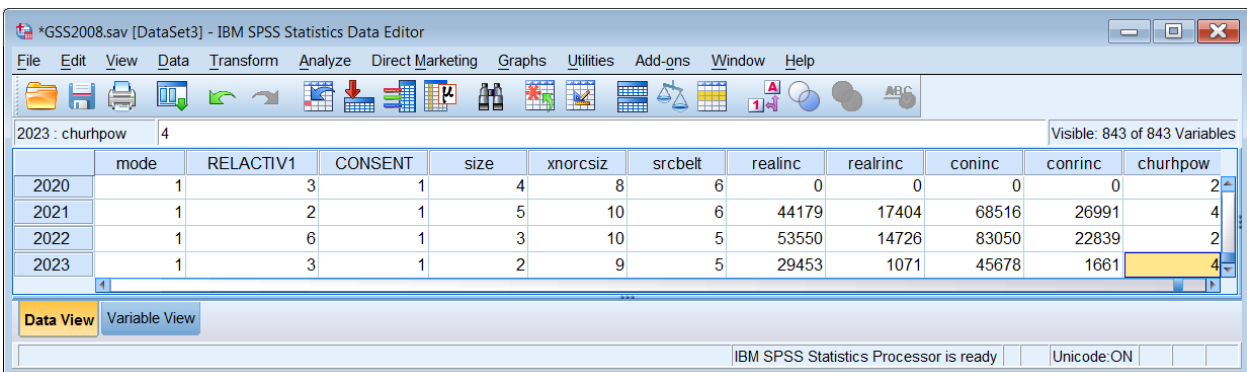 *GSS2008.sav [DataSet3] - IBM SPSS Statistics Data Editor
File Edit View Data Transform Analyze Direct Marketing Graphs Utilities Add-ons Window Help
2023 : churhpow 4 Visible: 843 of 843 Variables
mode RELACTIV1 CONSENT size xnorcsiz srcbelt realinc realrinc coninc conrinc churhpow
2020 1 3 1 4 8 6 0 0 0 0 2
2021 1 2 1 5 10 6 44179 17404 68516 26991 4
2022 1 6 1 3 10 5 53550 14726 83050 22839 2
2023 1 3 1 2 9 5 29453 1071 45678 1661 4
Data View Variable View
IBM SPSS Statistics Processor is ready Unicode:ON